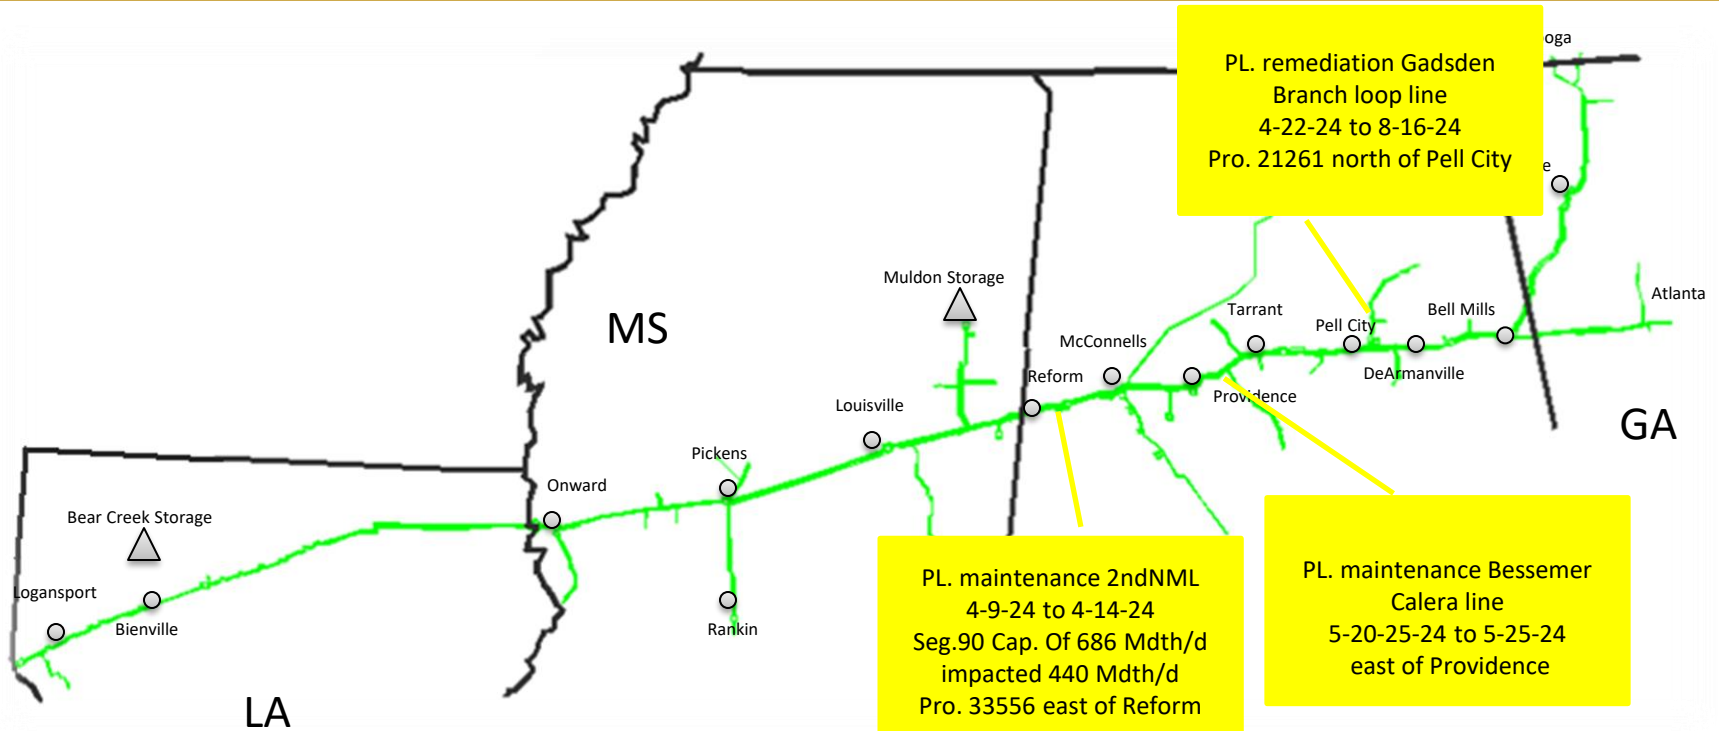 PL. remediation Gadsden
Branch loop line
4-22-24 to 8-16-24
Pro. 21261 north of Pell City
Muldon Storage
MS
Tarrant
Bell Mills
Atlanta
Pell City
McConnells
DeArmanville
Reform
Providence
Louisville
GA
Pickens
Onward
Bear Creek Storage
Logansport
Bienville
Rankin
LA
PL. maintenance 2ndNML
4-9-24 to 4-14-24
Seg.90 Cap. Of 686 Mdth/d
impacted 440 Mdth/d
Pro. 33556 east of Reform
PL. maintenance Bessemer
Calera line
5-20-25-24 to 5-25-24
east of Providence